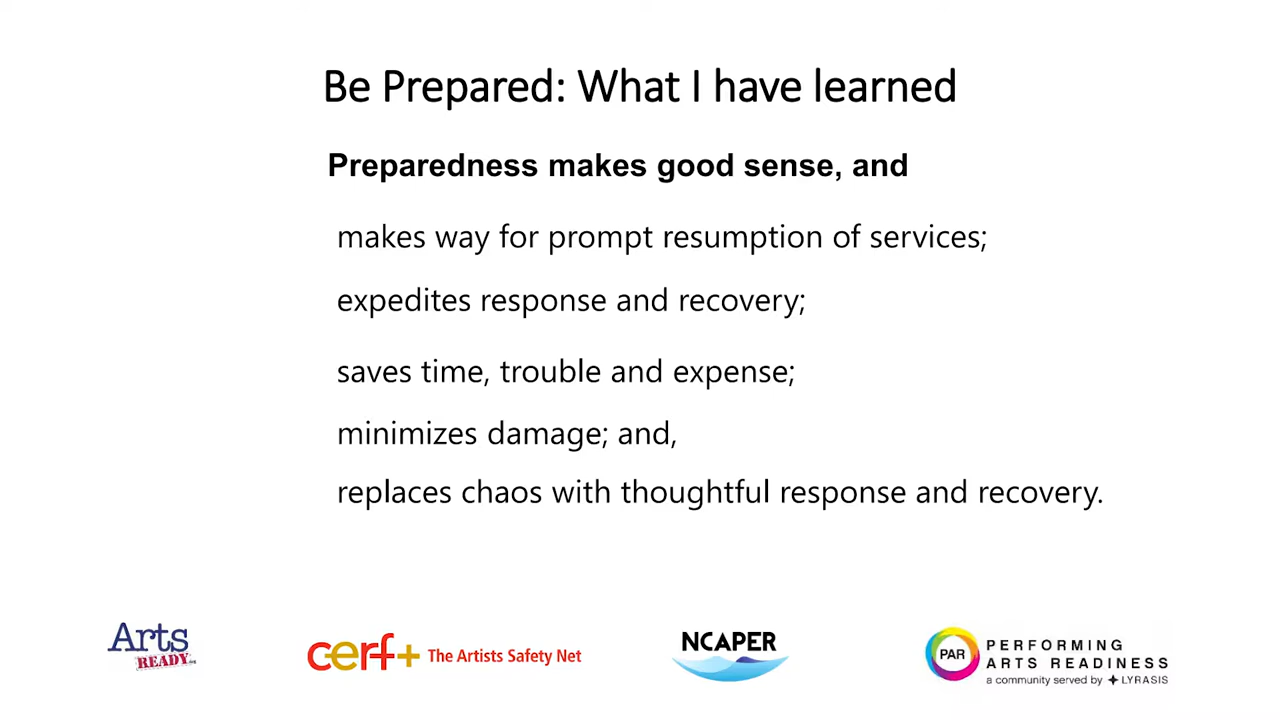 Be Prepared: What I have learned
Preparedness makes good sense, and
makes way for prompt resumption of services;
expedites response and recovery;
saves time, trouble and expense;
minimizes damage; and,
replaces chaos with thoughtful response and recovery.
Arts
READY.org
cerf+ The Artists Safety Net
NCAPER
PAR
PERFORMING
ARTS READINESS
a community served by LYRASIS